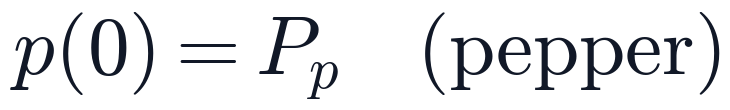 p(0) = P_p (pepper)